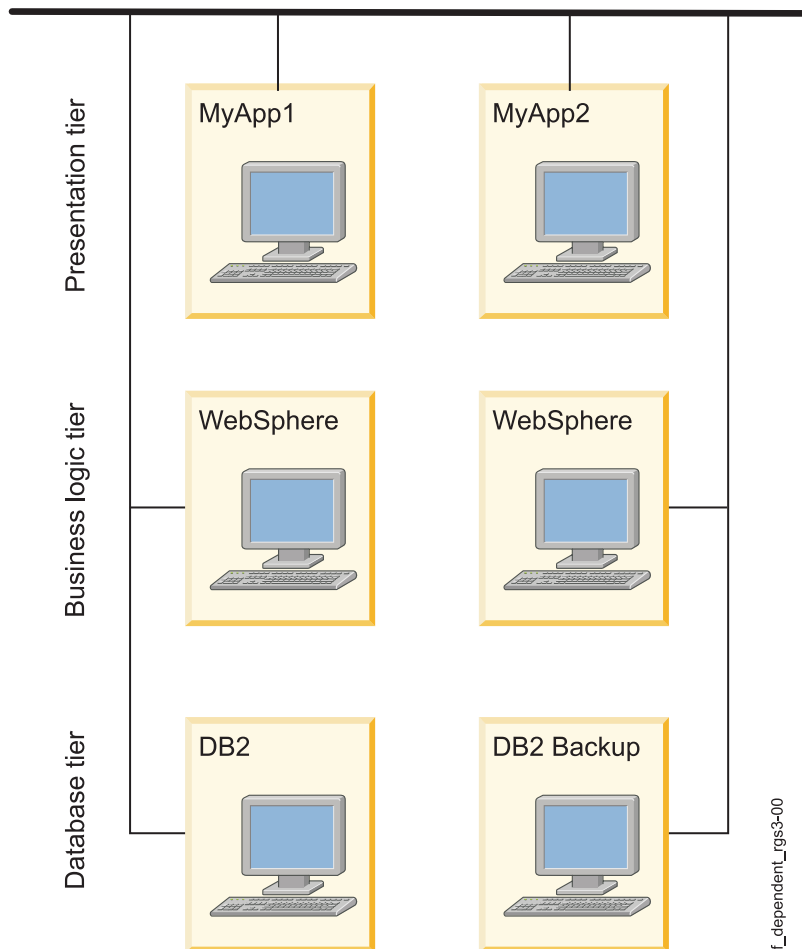 Presentation tier
MyApp1
MyApp2
Business logic tier
WebSphere
WebSphere
Database tier
DB2
DB2 Backup
f_dependent_rgs3-00